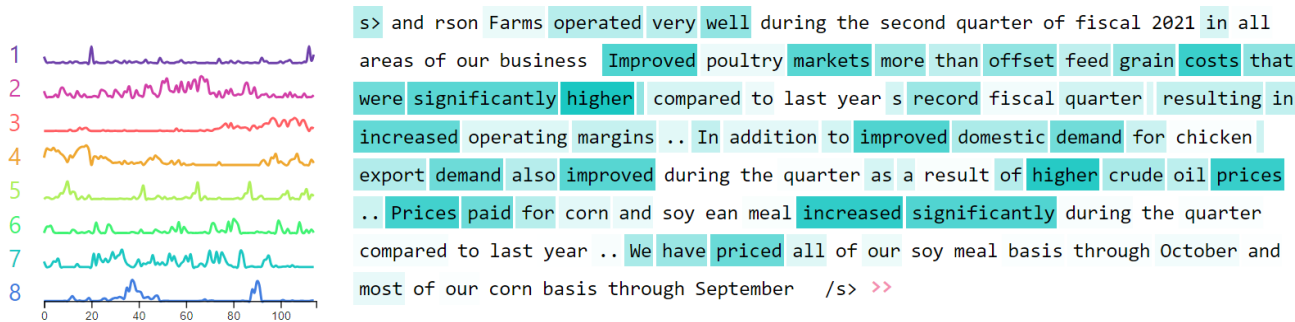 1
2
3
4
5
6
7
8
0 20 40 60 80 100
s> and rson Farms operated very well during the second quarter of fiscal 2021 in all
areas of our business Improved poultry markets more than offset feed grain costs that
were significantly higher compared to last year s record fiscal quarter resulting in
increased operating margins .. In addition to improved domestic demand for chicken
export demand also improved during the quarter as a result of higher crude oil prices
.. Prices paid for corn and soy ean meal increased significantly during the quarter
compared to last year .. We have priced all of our soy meal basis through October and
most of our corn basis through September /s> >>